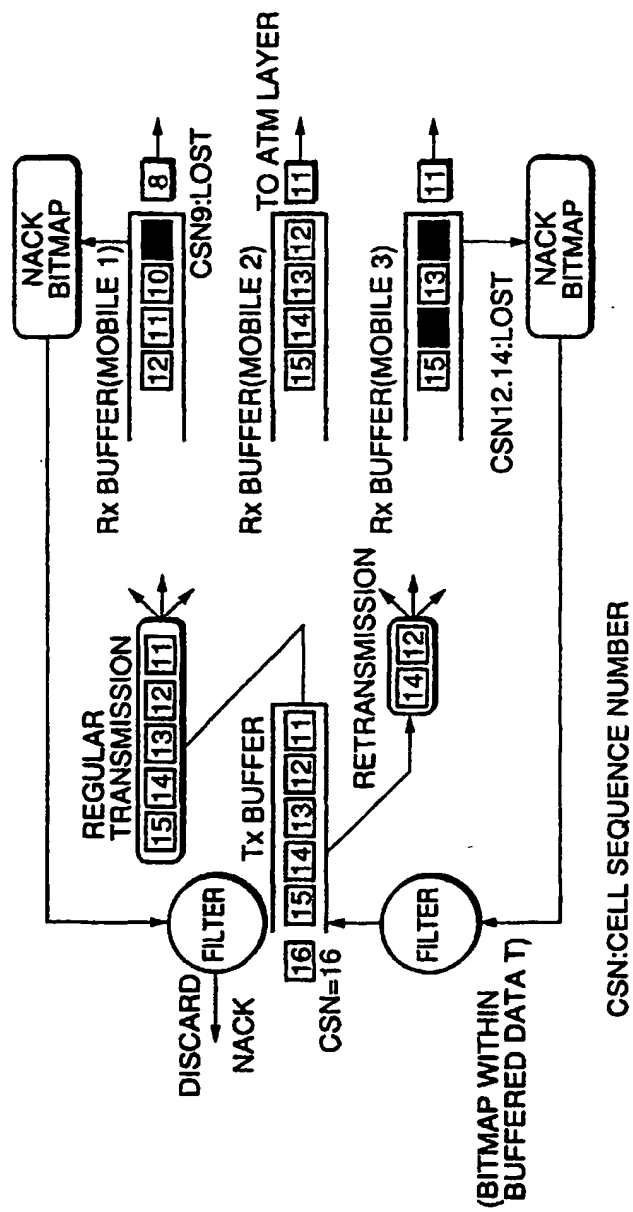 NACK
BITMAP
Rx BUFFER(MOBILE 1)
12 11 10
8
CSN9:LOST
REGULAR
TRANSMISSION
15 14 13 12 11
DISCARD
NACK
FILTER
Tx BUFFER
16
15 14 13 12 11
CSN=16
Rx BUFFER(MOBILE 2)
TO ATM LAYER
15 14 13 12
11
RETRANSMISSION
14 12
FILTER
(BITMAP WITHIN
BUFFERED DATA T)
Rx BUFFER(MOBILE 3)
15 13
11
CSN12.14:LOST
NACK
BITMAP
CSN:CELL SEQUENCE NUMBER